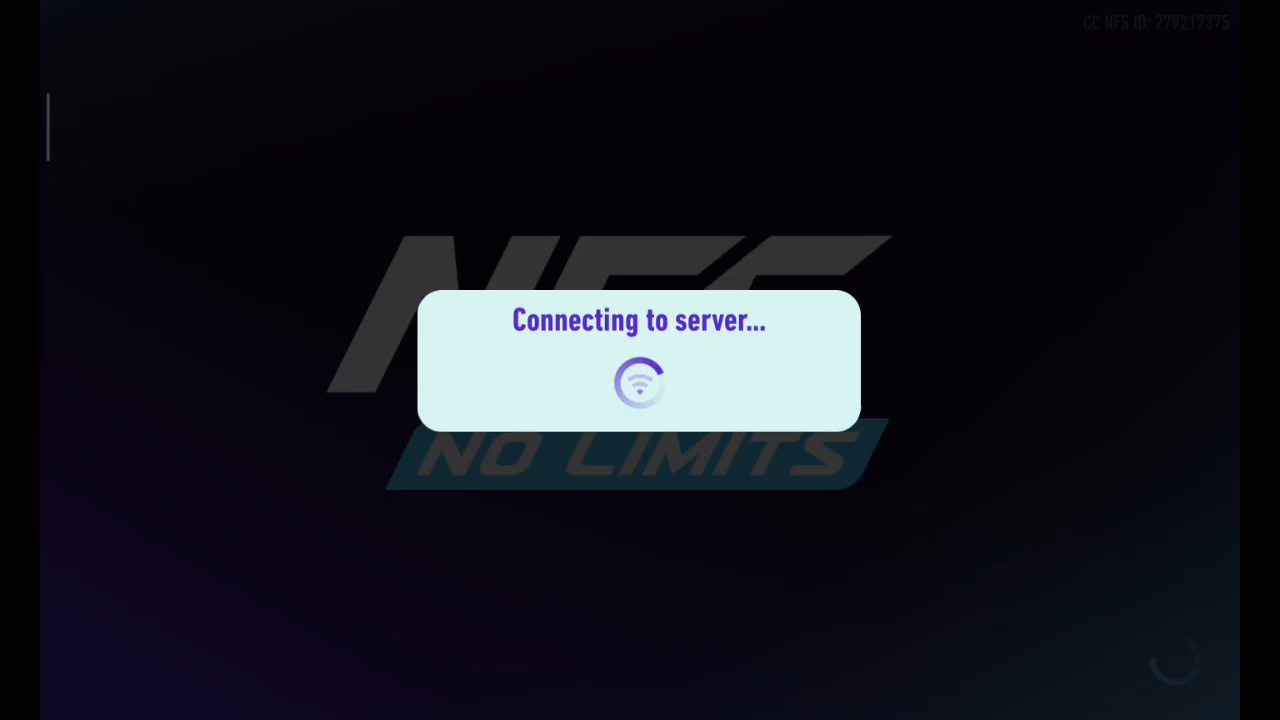 CC NFS ID: 279217375
NFS
Connecting to server...
NO LIMITS